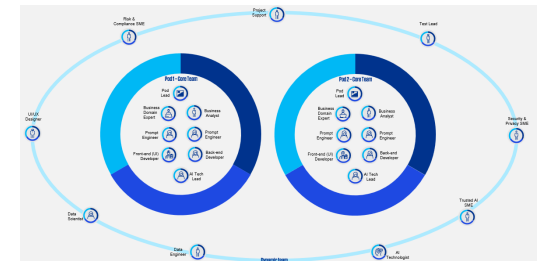 Project
Support
Risk &
Compliance SME
Test Lead
UI/UX
Designer
Security &
Privacy SME
Data
Scientist
Trusted AI
SME
Data
Engineer
AI
Technologist
Dynamic team
Pod 1 - Core Team
Pod
Lead
Business
Domain
Expert
Business
Analyst
Prompt
Engineer
Prompt
Engineer
Front-end (UI)
Developer
Back-end
Developer
AI Tech
Lead
Pod 2 - Core Team
Pod
Lead
Business
Domain
Expert
Business
Analyst
Prompt
Engineer
Prompt
Engineer
Front-end (UI)
Developer
Back-end
Developer
AI Tech
Lead